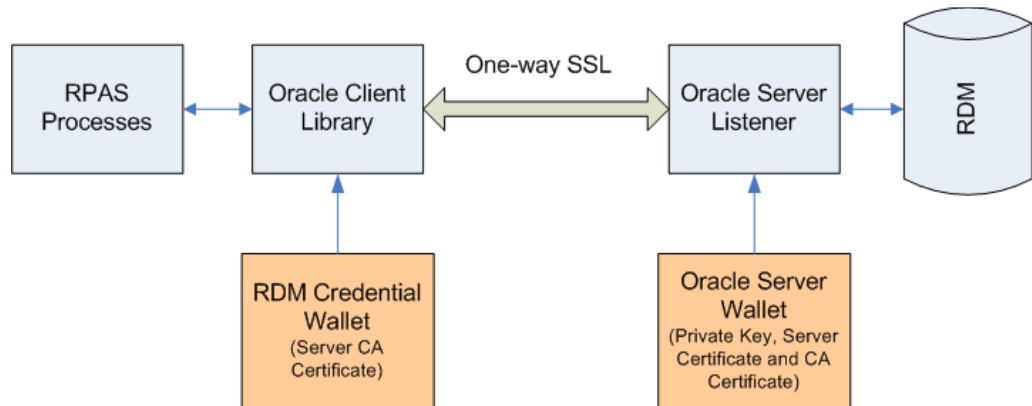 One-way SSL
RPAS
Processes
Oracle Client
Library
Oracle Server
Listener
RDM
RDM Credential
Wallet
(Server CA
Certificate)
Oracle Server
Wallet
(Private Key, Server
Certificate and CA
Certificate)